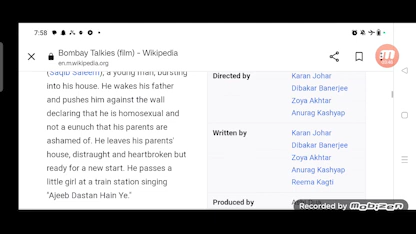 7:58
Bombay Talkies (film) - Wikipedia
en.m.wikipedia.org
(Saqib Saleem), a young man, bursting
into his house. He wakes his father
and pushes him against the wall
declaring that he is homosexual and
not a eunuch that his parents are
ashamed of. He leaves his parents'
house, distraught and heartbroken but
ready for a new start. He passes a
little girl at a train station singing
"Ajeeb Dastan Hain Ye."
Directed by
Karan Johar
Dibakar Banerjee
Zoya Akhtar
Anurag Kashyap
Written by
Karan Johar
Dibakar Banerjee
Zoya Akhtar
Anurag Kashyap
Reema Kagti
Produced by
Recorded by Mobizen